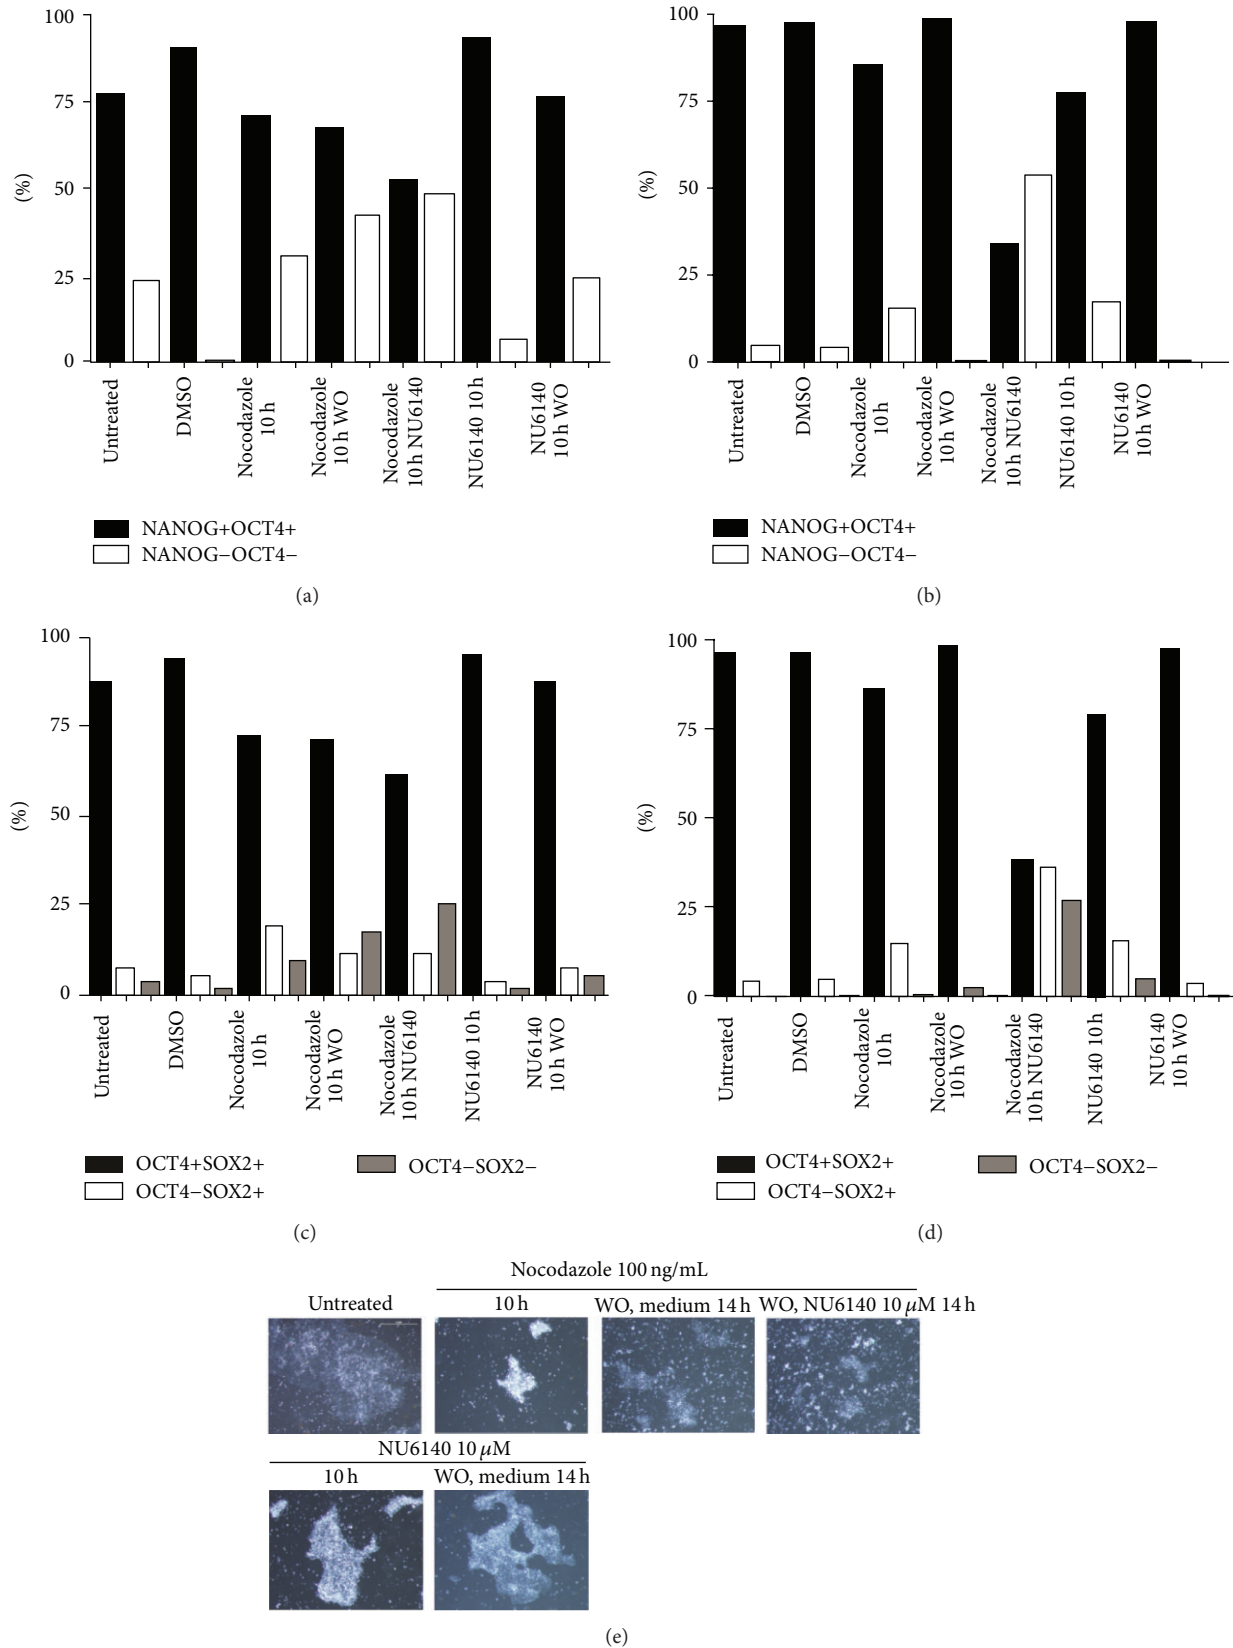 100
75
50
25
0
(%)
Untreated
DMSO
Nocodazole
10 h
Nocodazole
10 h WO
Nocodazole
10 h NU6140
NU6140 10 h
NU6140
10 h WO
NANOG+OCT4+
NANOG−OCT4−
(a)
100
75
50
25
0
(%)
Untreated
DMSO
Nocodazole
10 h
Nocodazole
10 h WO
Nocodazole
10 h NU6140
NU6140 10 h
NU6140
10 h WO
NANOG+OCT4+
NANOG−OCT4−
(b)
100
75
50
25
0
(%)
Untreated
DMSO
Nocodazole
10 h
Nocodazole
10 h WO
Nocodazole
10 h NU6140
NU6140 10 h
NU6140
10 h WO
OCT4+SOX2+
OCT4−SOX2+
OCT4−SOX2−
(c)
100
75
50
25
0
(%)
Untreated
DMSO
Nocodazole
10 h
Nocodazole
10 h WO
Nocodazole
10 h NU6140
NU6140 10 h
NU6140
10 h WO
OCT4+SOX2+
OCT4−SOX2+
OCT4−SOX2−
(d)
Nocodazole 100 ng/mL
Untreated 10 h WO, medium 14 h WO, NU6140 10 μM 14 h
NU6140 10 μM
10 h WO, medium 14 h
(e)